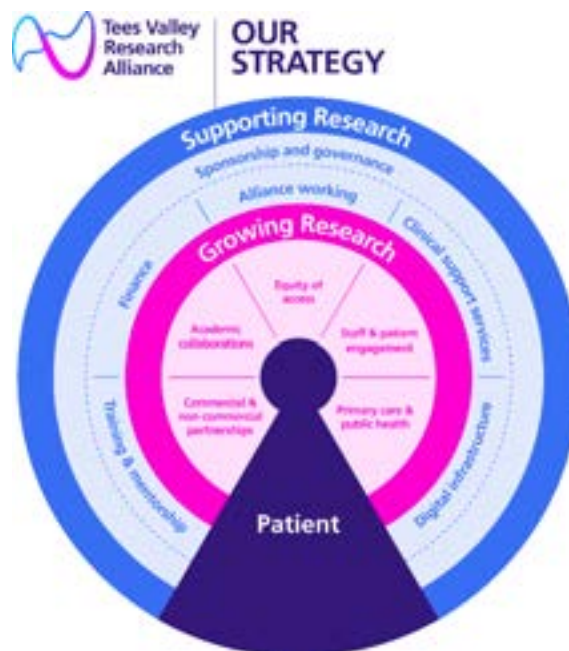 Tees Valley
Research
Alliance
OUR
STRATEGY
Supporting Research
Sponsorship and governance
Alliance working
Finance
Clinical support services
Growing Research
Equity of
access
Academic
collaborations
Staff & patient
engagement
Commercial &
non-commercial
partnerships
Primary care &
public health
Training & mentorship
Digital infrastructure
Patient